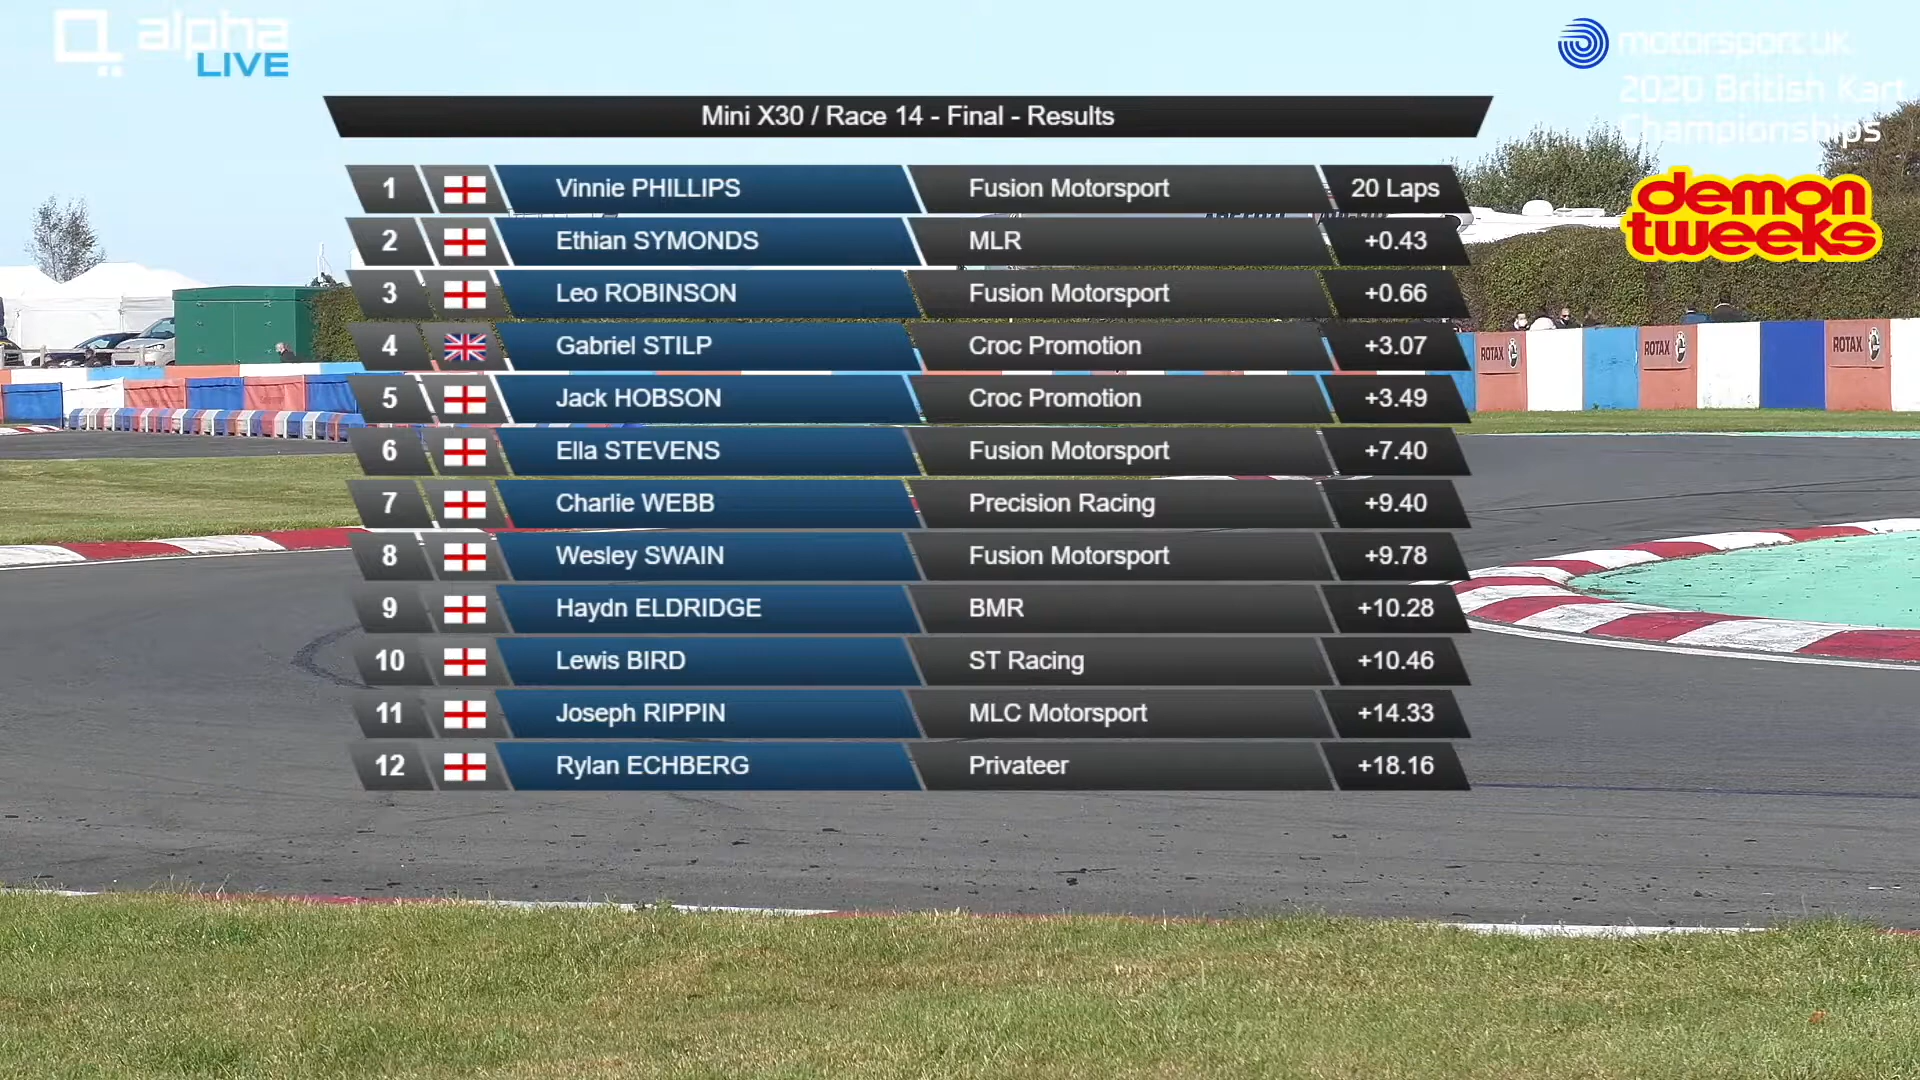 alpha
LIVE
motorsport UK
2020 British Kart
Championships
demon
tweeks
Mini X30 / Race 14 - Final - Results
1 Vinnie PHILLIPS Fusion Motorsport 20 Laps
2 Ethian SYMONDS MLR +0.43
3 Leo ROBINSON Fusion Motorsport +0.66
4 Gabriel STILP Croc Promotion +3.07
5 Jack HOBSON Croc Promotion +3.49
6 Ella STEVENS Fusion Motorsport +7.40
7 Charlie WEBB Precision Racing +9.40
8 Wesley SWAIN Fusion Motorsport +9.78
9 Haydn ELDRIDGE BMR +10.28
10 Lewis BIRD ST Racing +10.46
11 Joseph RIPPIN MLC Motorsport +14.33
12 Rylan ECHBERG Privateer +18.16
ROTAX
ROTAX
ROTAX